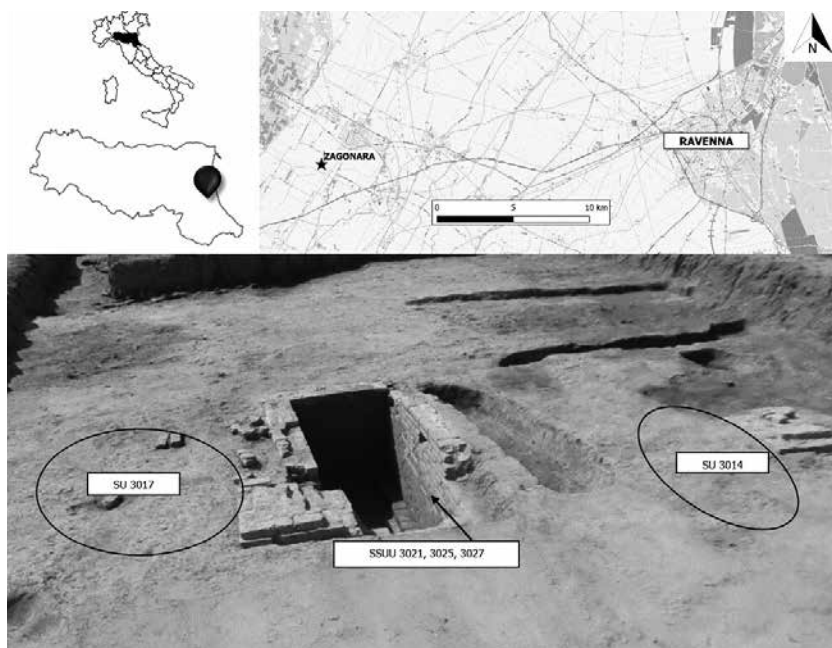 N
RAVENNA
ZAGONARA
0 5 10 km
SU 3017
SU 3014
SSUU 3021, 3025, 3027